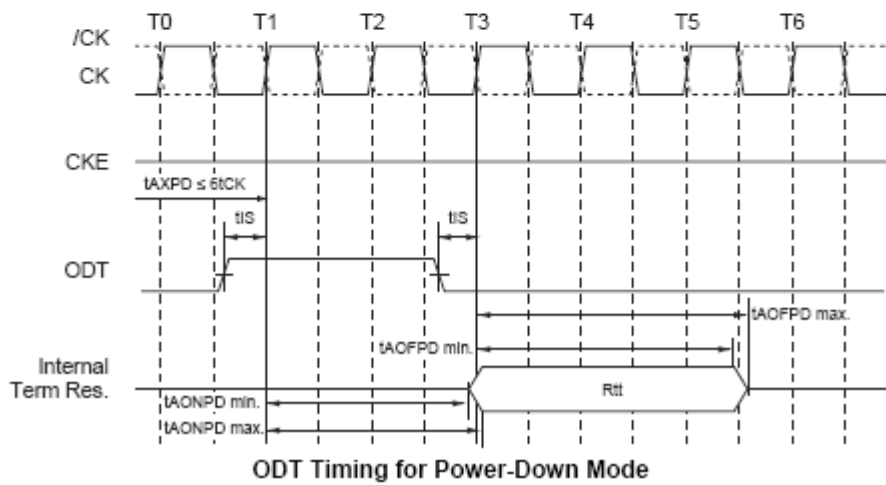 T0 T1 T2 T3 T4 T5 T6
/CK
CK
CKE
tAXPD ≤ 6tCK
tIS tIS
ODT
tAOFPD max.
tAOFPD min.
Internal
Term Res.
Rtt
tAONPD min.
tAONPD max.
ODT Timing for Power-Down Mode